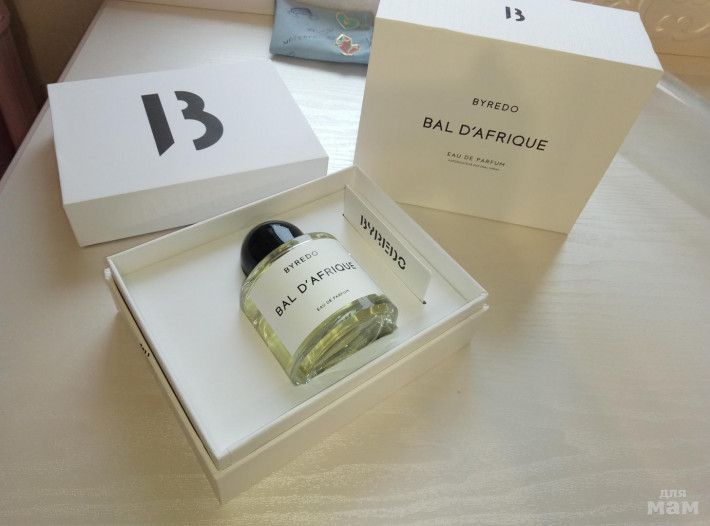 B
BYREDO
BAL D'AFRIQUE
EAU DE PARFUM
B
BYREDO
BYREDO
BAL D'AFRIQUE
EAU DE PARFUM
для
мам